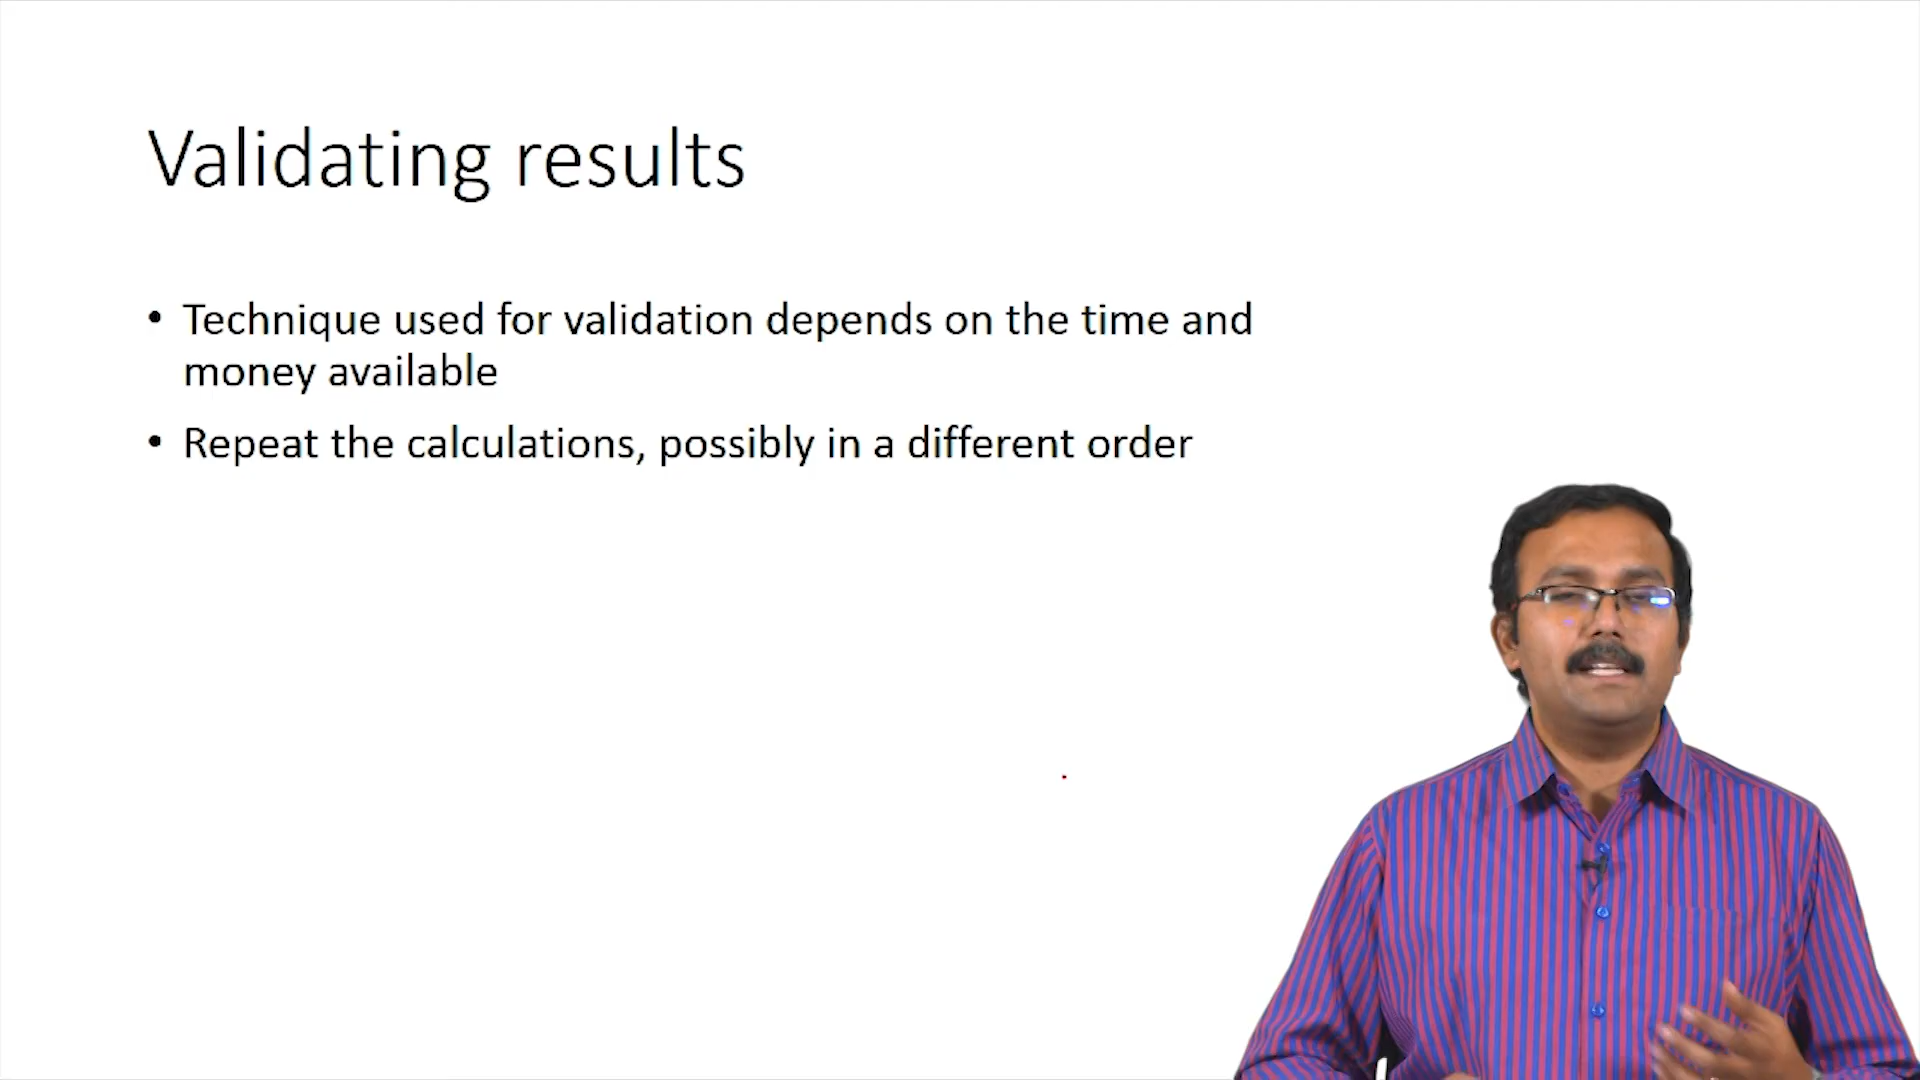 Validating results
• Technique used for validation depends on the time and
money available
• Repeat the calculations, possibly in a different order